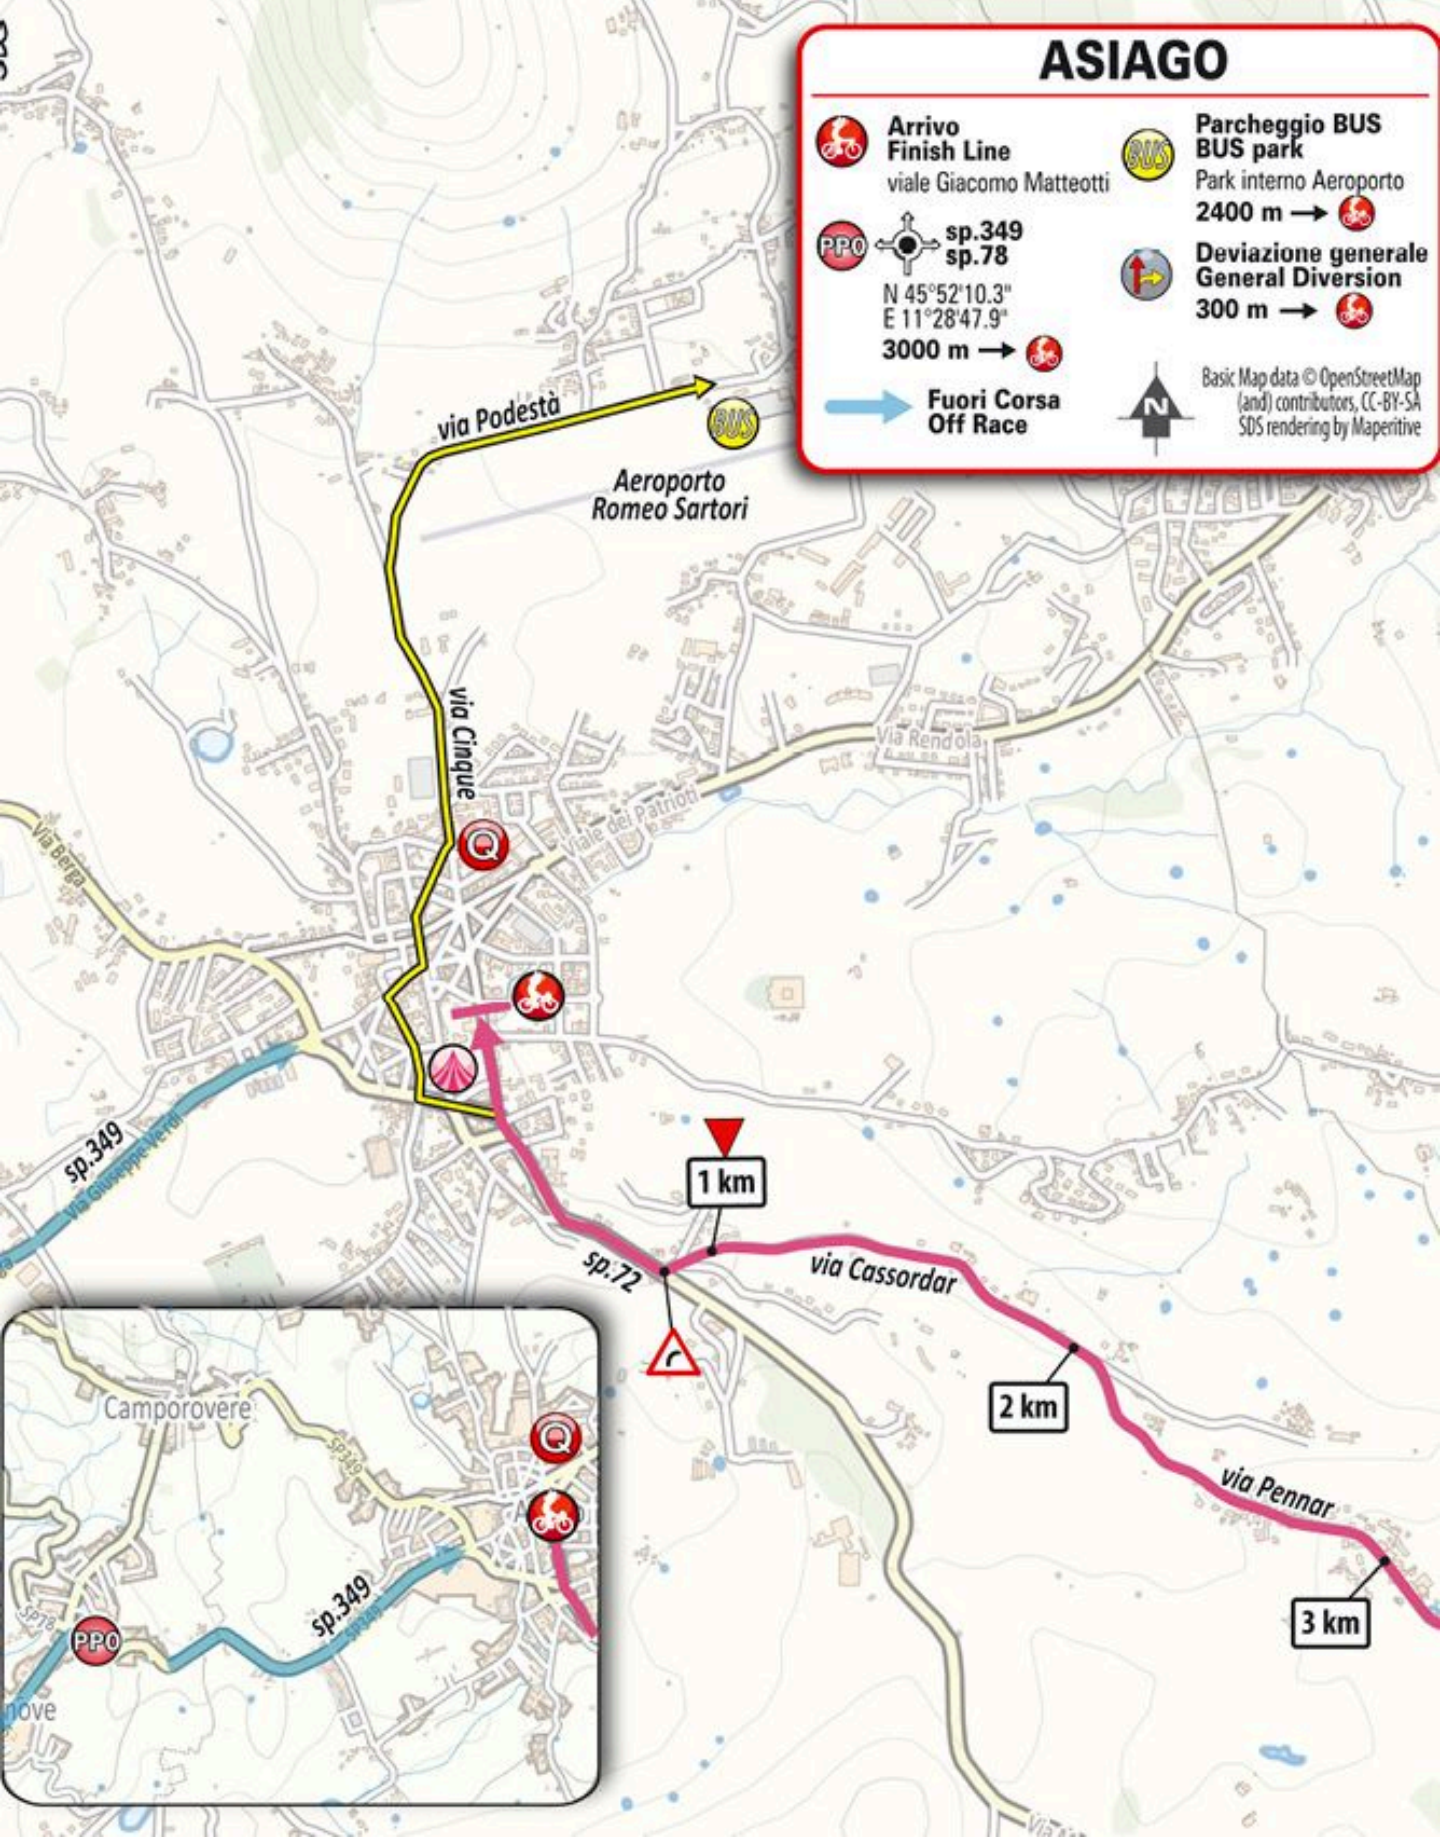 ASIAGO
Arrivo
Finish Line
viale Giacomo Matteotti
PPO
sp.349
sp.78
N 45°52'10.3"
E 11°28'47.9"
3000 m
Fuori Corsa
Off Race
BUS
Parcheggio BUS
BUS park
Park interno Aeroporto
2400 m
Deviazione generale
General Diversion
300 m
N
Basic Map data © OpenStreetMap
(and) contributors, CC-BY-SA
SDS rendering by Maperitive
via Podestà
BUS
Aeroporto
Romeo Sartori
via Cinque
Via Rendola
Viale dei Patrioti
Via Berga
Q
sp.349
Via Giuseppe Verdi
1 km
sp.72
via Cassordar
2 km
via Pennar
3 km
Camporovere
SP349
Q
sp.349
SP349
SP78
PPO
nove